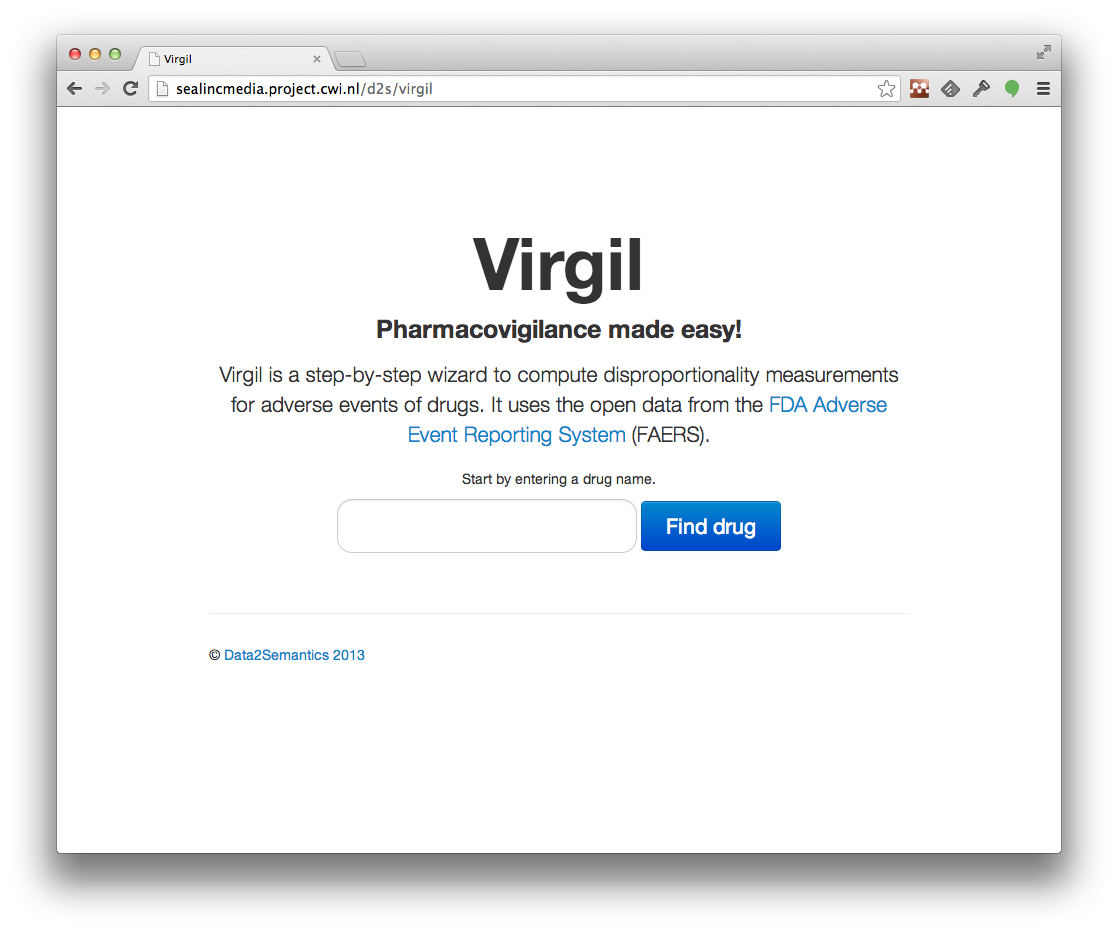 Virgil
sealincmedia.project.cwi.nl/d2s/virgil
Virgil
Pharmacovigilance made easy!
Virgil is a step-by-step wizard to compute disproportionality measurements
for adverse events of drugs. It uses the open data from the FDA Adverse
Event Reporting System (FAERS).
Start by entering a drug name.
Find drug
© Data2Semantics 2013